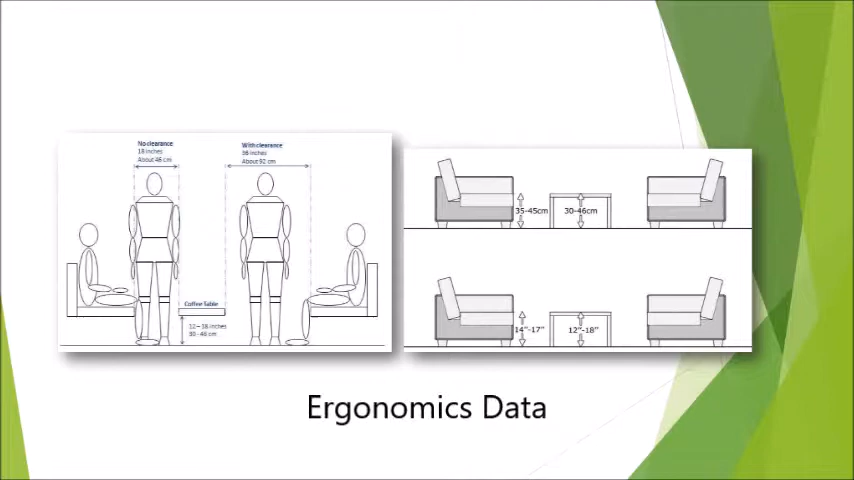 No clearance
18 inches
About 46 cm
With clearance
36 inches
About 92 cm
Coffee Table
12 - 18 inches
30 - 46 cm
35-45cm
30-46cm
14"-17"
12"-18"
Ergonomics Data